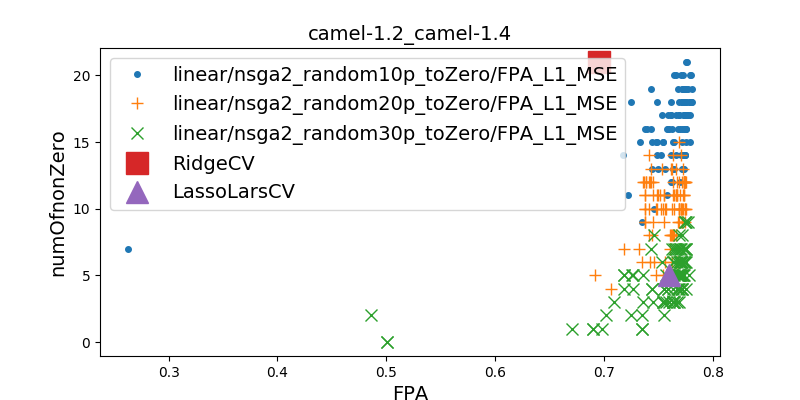 camel-1.2_camel-1.4
linear/nsga2_random10p_toZero/FPA_L1_MSE
linear/nsga2_random20p_toZero/FPA_L1_MSE
linear/nsga2_random30p_toZero/FPA_L1_MSE
RidgeCV
LassoLarsCV
numOfnonZero
20
15
10
5
0
0.3 0.4 0.5 0.6 0.7 0.8
FPA